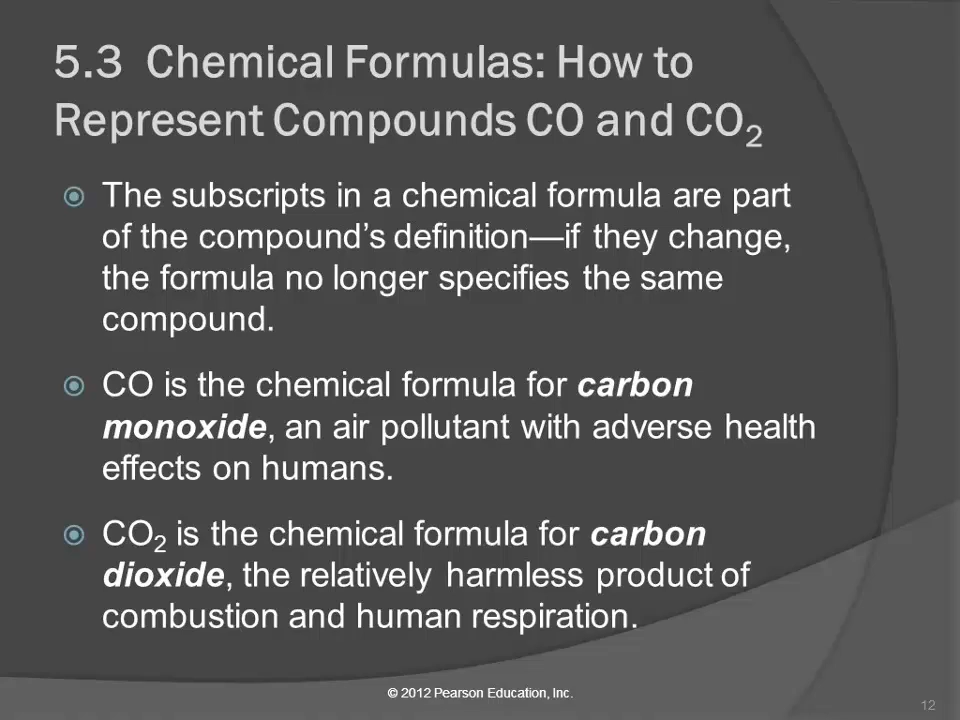 5.3 Chemical Formulas: How to
Represent Compounds CO and CO₂
The subscripts in a chemical formula are part
of the compound’s definition—if they change,
the formula no longer specifies the same
compound.
CO is the chemical formula for carbon
monoxide, an air pollutant with adverse health
effects on humans.
CO₂ is the chemical formula for carbon
dioxide, the relatively harmless product of
combustion and human respiration.
© 2012 Pearson Education, Inc.
12